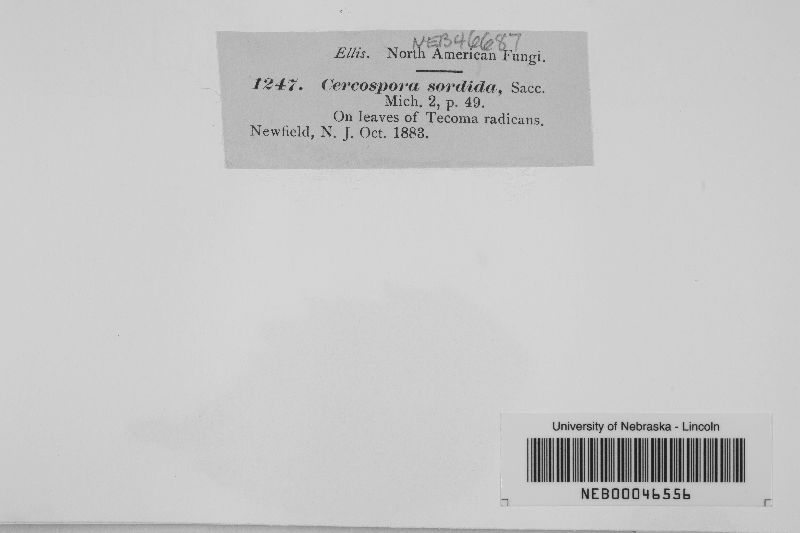 NEB46687
Ellis. North American Fungi.
1247. Cercospora sordida, Sacc.
Mich. 2, p. 49.
On leaves of Tecoma radicans.
Newfield, N. J. Oct. 1883.
University of Nebraska - Lincoln
NEB00046556